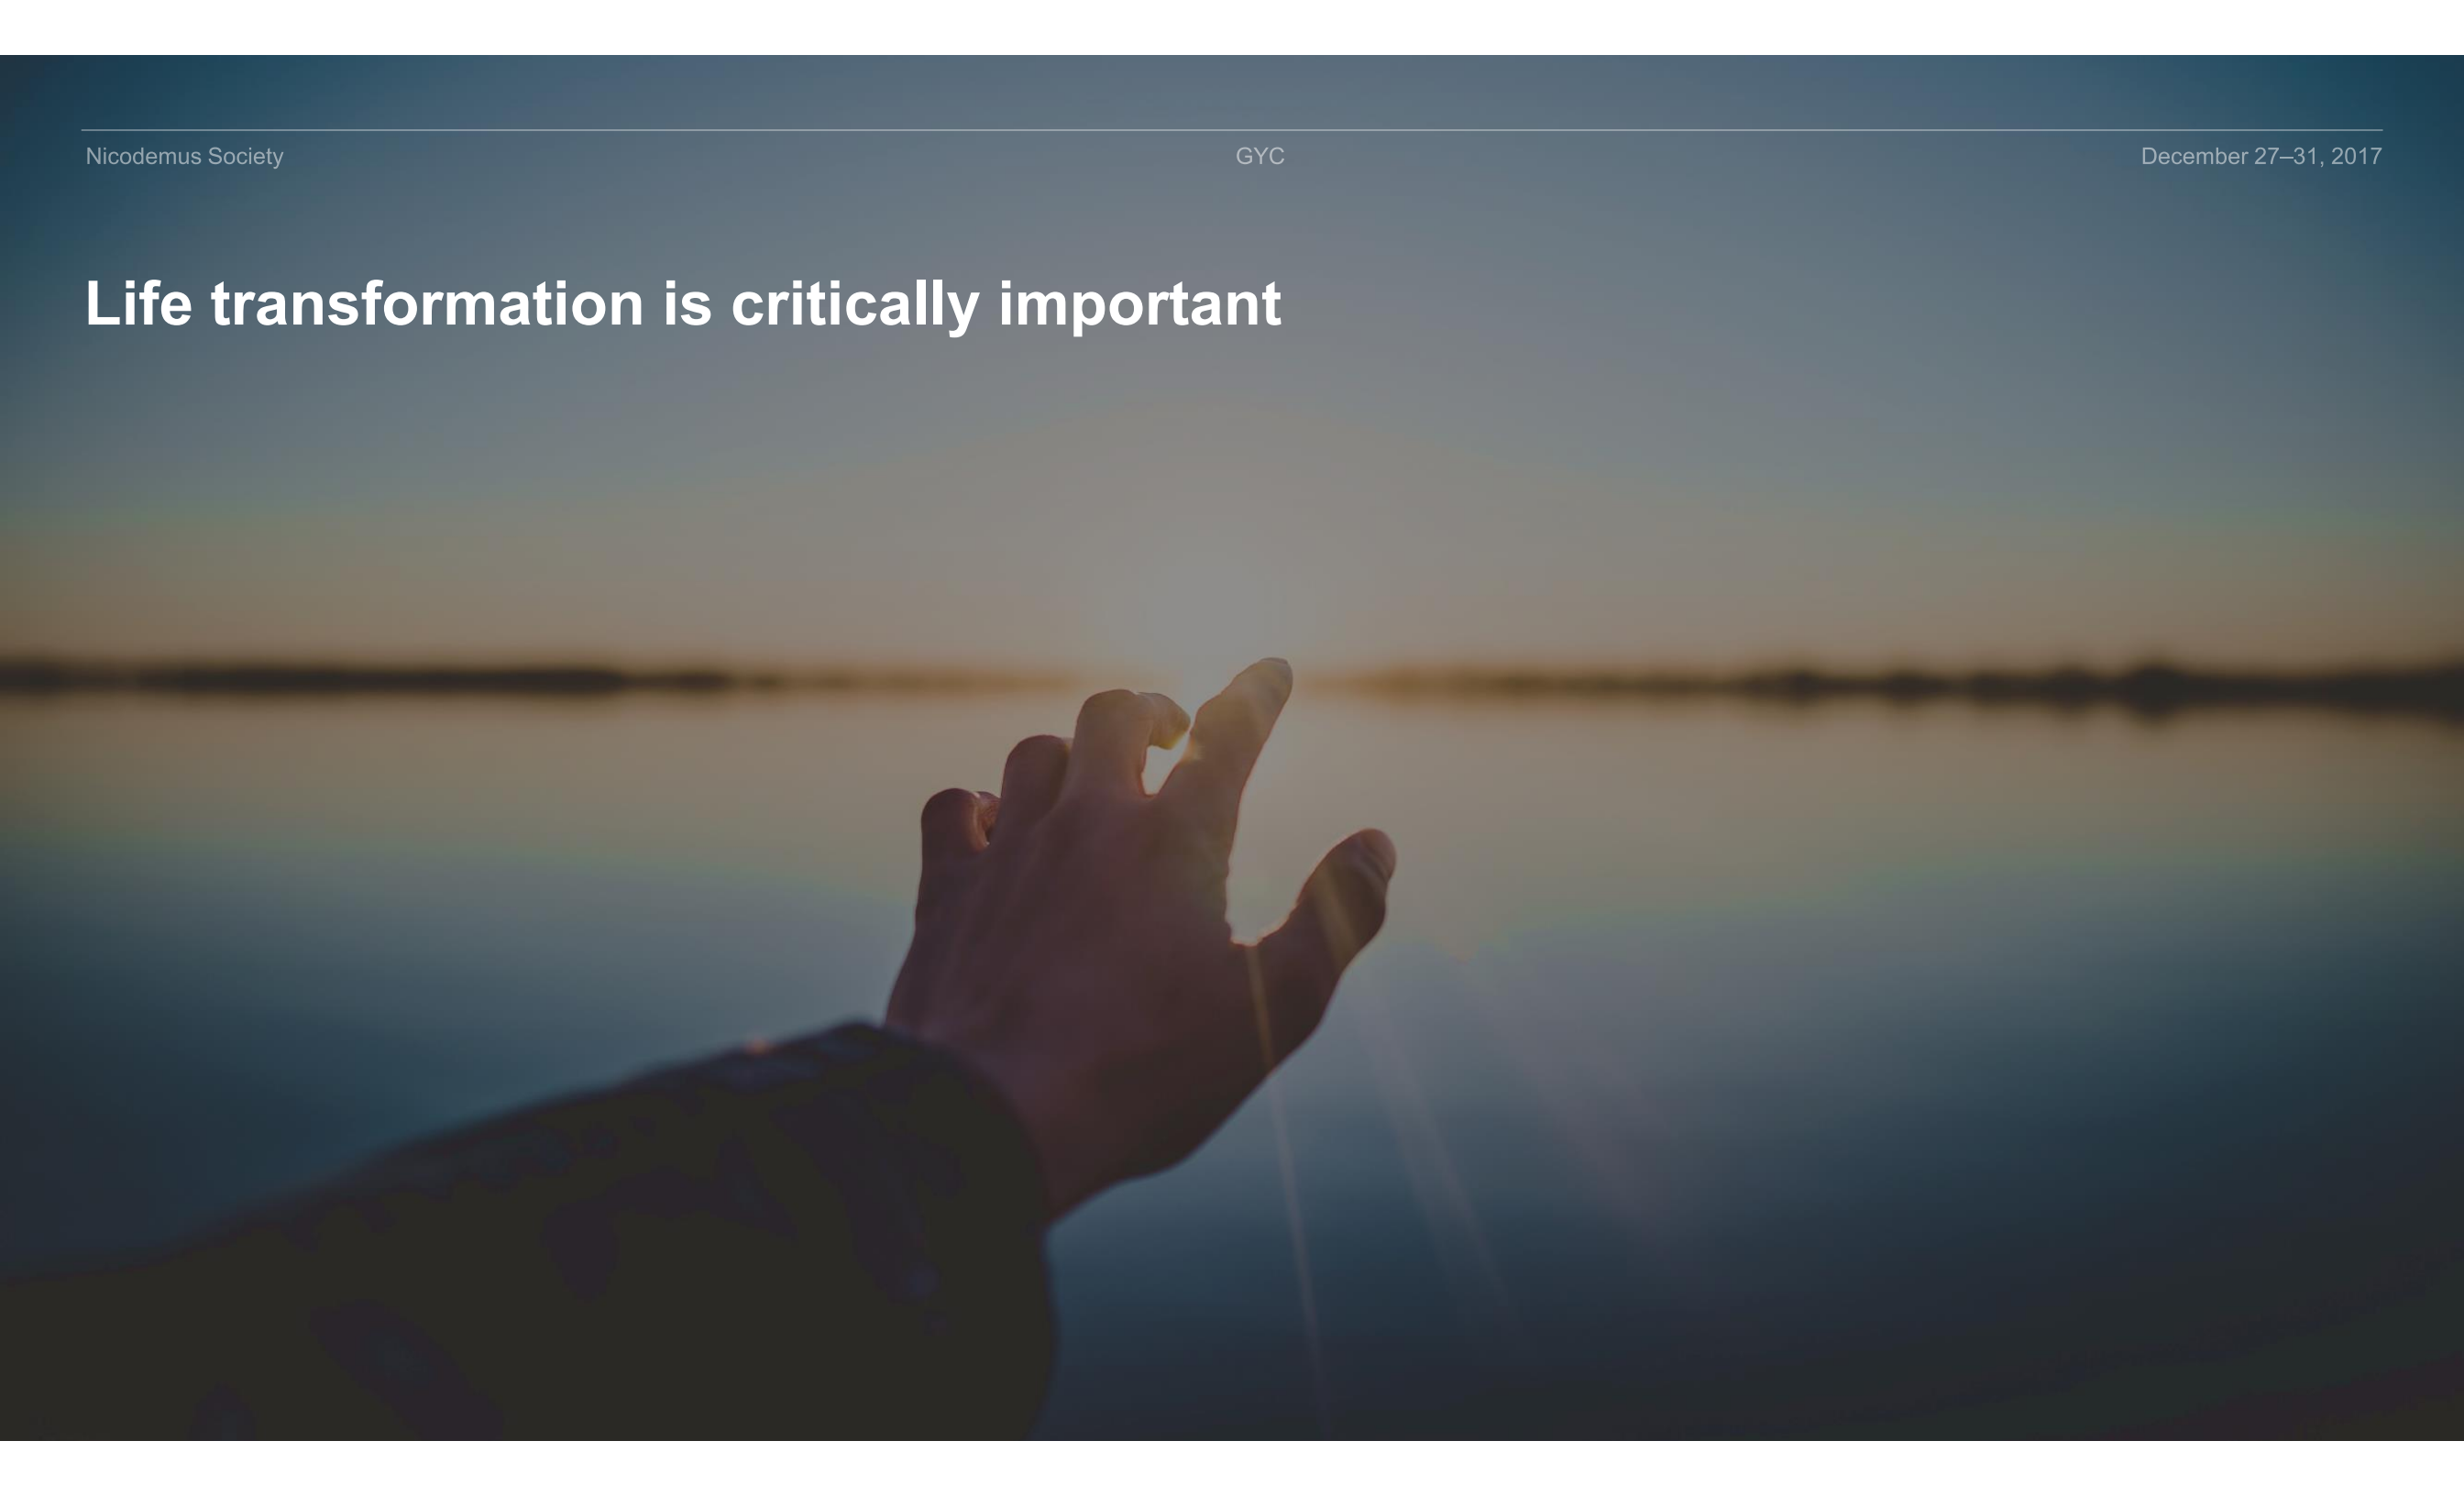 Nicodemus Society GYC December 27–31, 2017
Life transformation is critically important